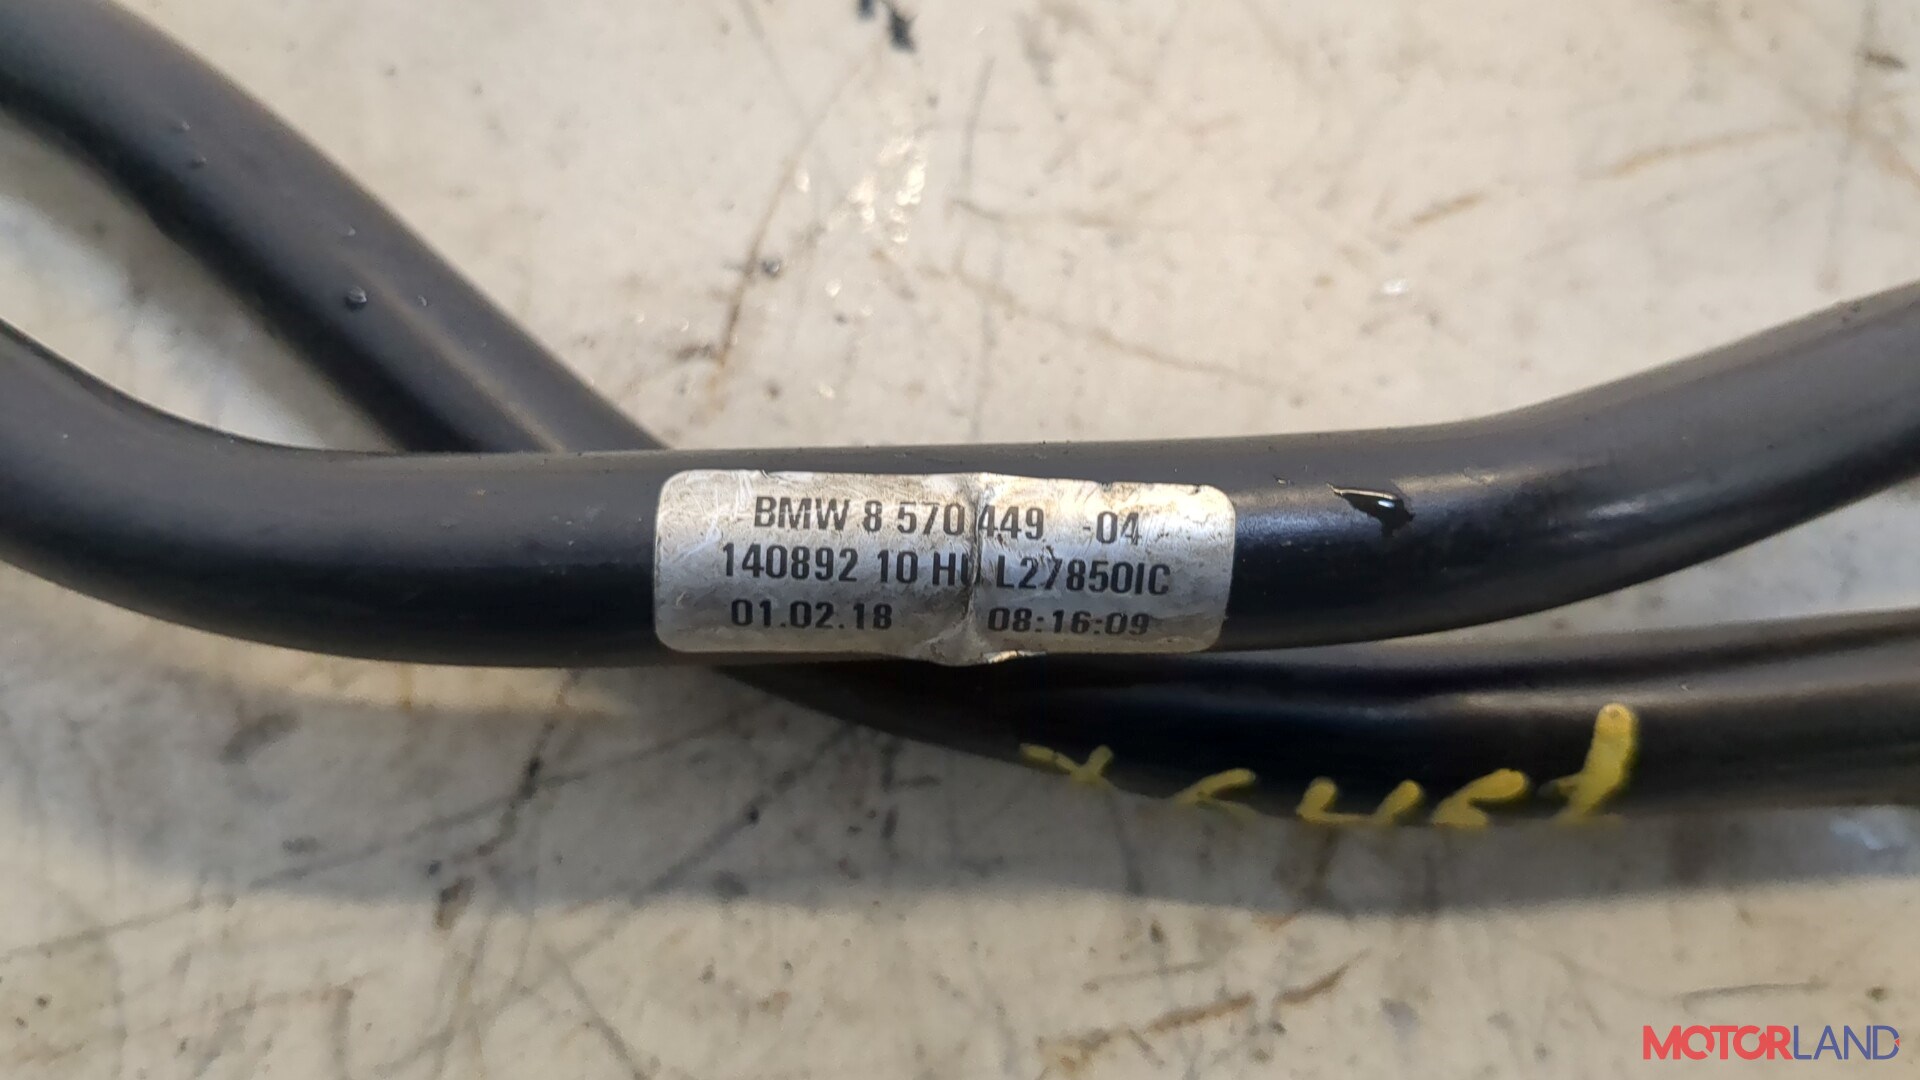 BMW 8 570 449 -04
140892 10 HU L27850IC
01.02.18 08:16:09
MOTORLAND